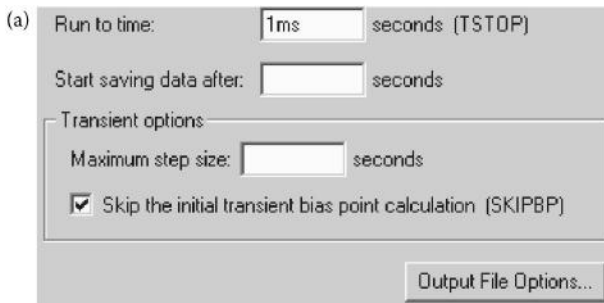 (a) Run to time: 1ms seconds (TSTOP)
Start saving data after: seconds
Transient options
Maximum step size: seconds
Skip the initial transient bias point calculation (SKIPBP)
Output File Options...